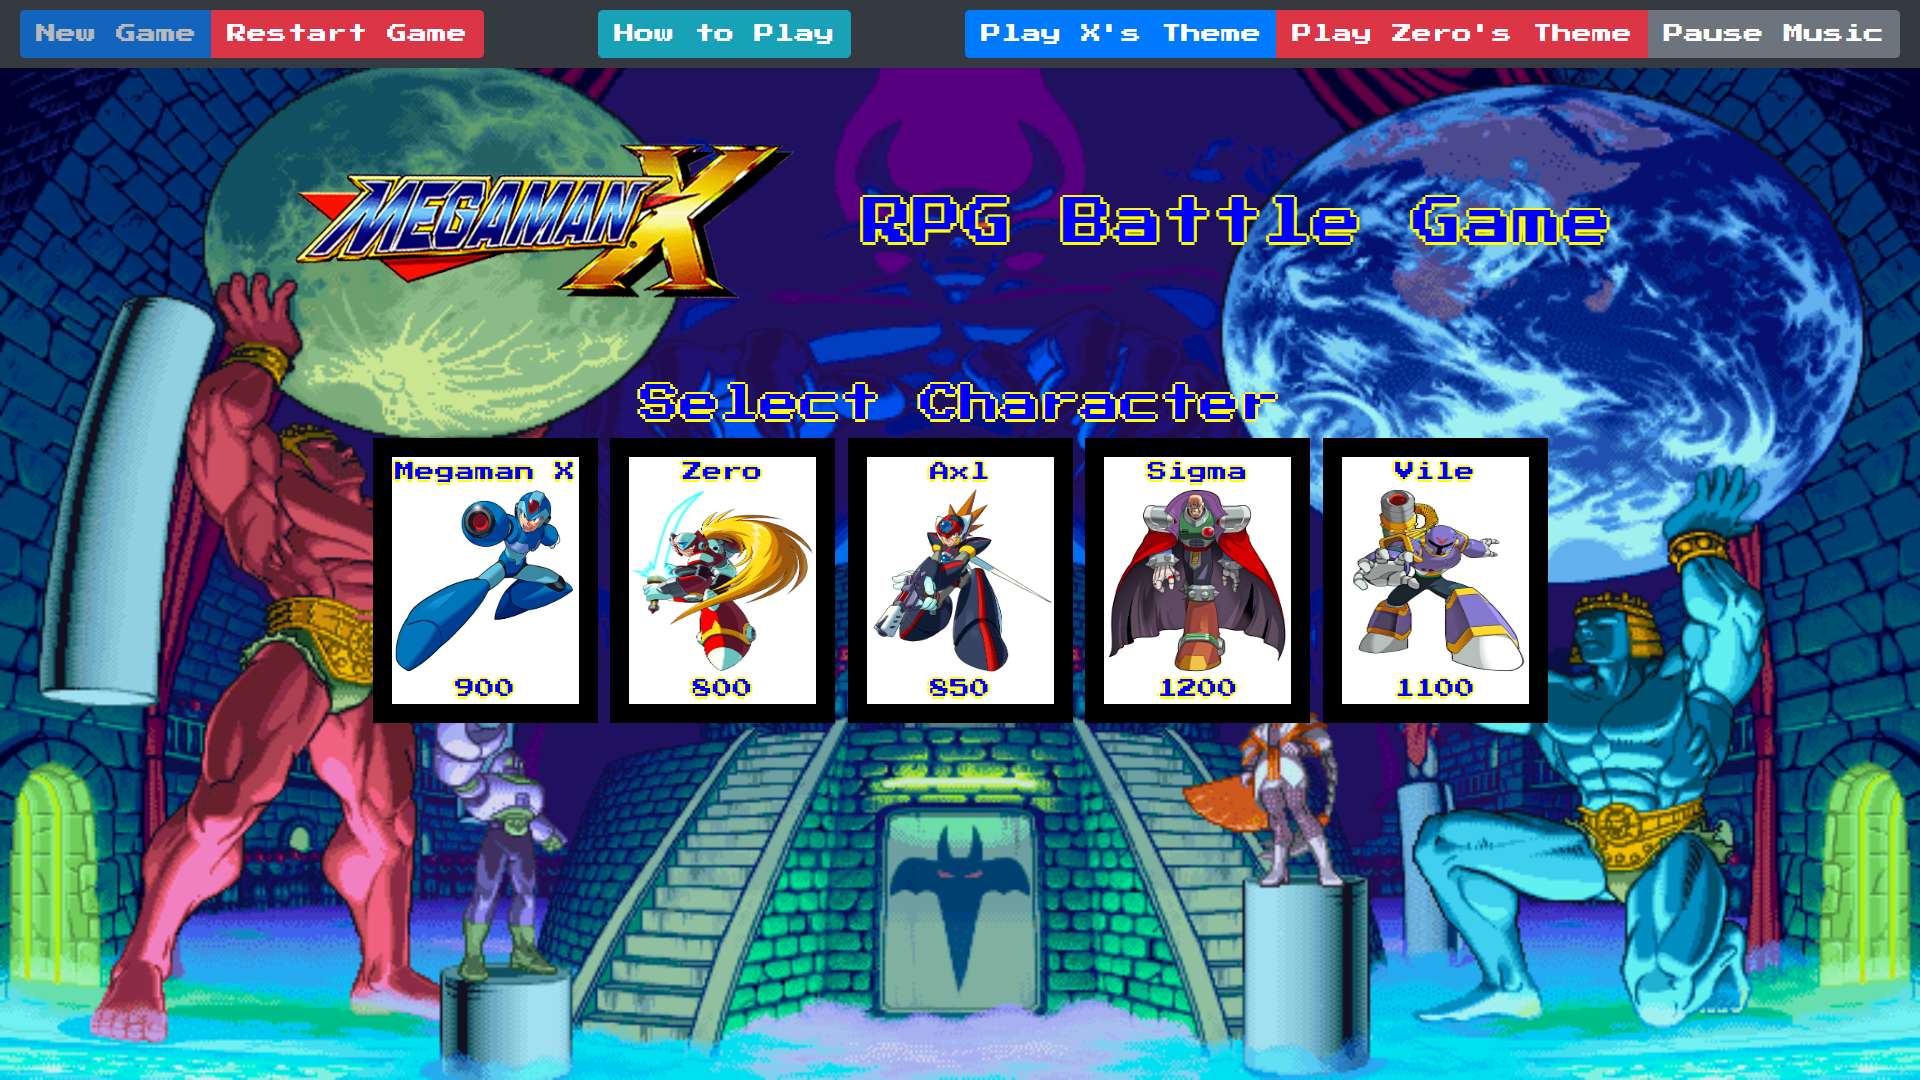 New Game Restart Game How to Play Play X's Theme Play Zero's Theme Pause Music
MEGAMAN X
RPG Battle Game
Select Character
Megaman X Zero Axl Sigma Vile
900 800 850 1200 1100